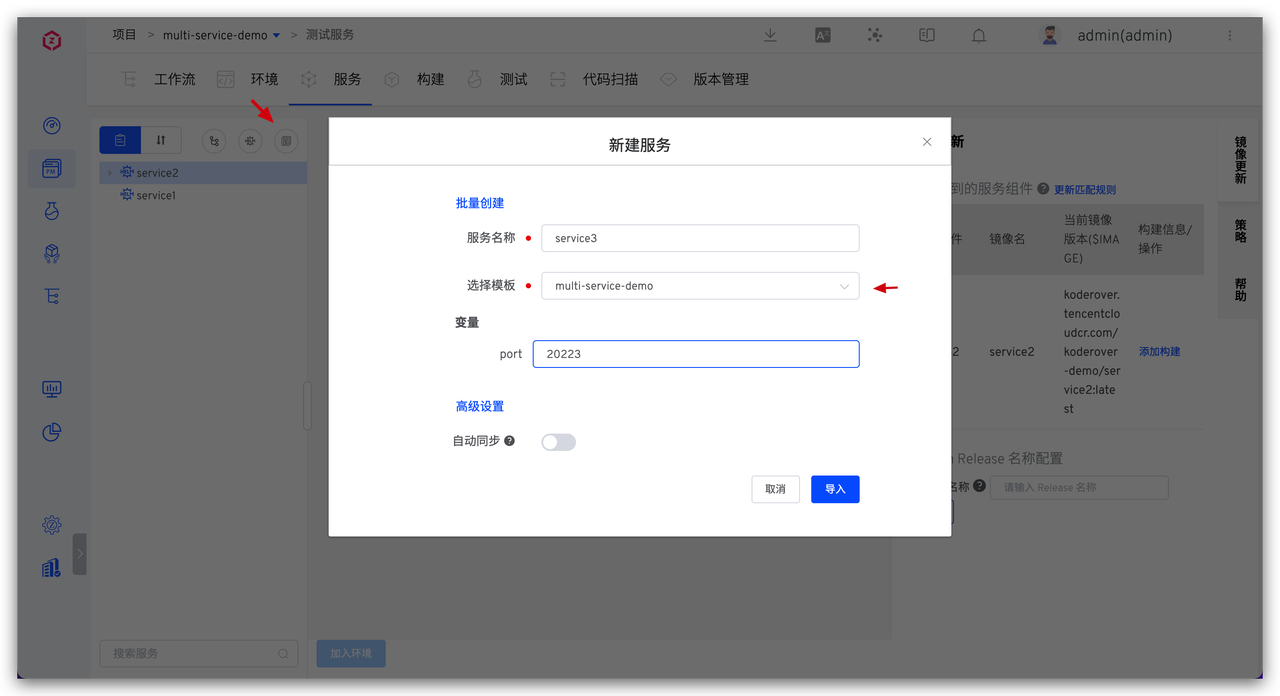 项目 > multi-service-demo > 测试服务
admin(admin)
工作流 环境 服务 构建 测试 代码扫描 版本管理
service2
service1
搜索服务
加入环境
新建服务
批量创建
服务名称 service3
选择模板 multi-service-demo
变量
port 20223
高级设置
自动同步
取消 导入
新
到的服务组件 更新匹配规则
件 镜像名 当前镜像版本($IMAGE) 构建信息/操作
2 service2
koderover.
tencentclo
udcr.com/
koderover
-demo/ser
vice2:late
st
添加构建
Release 名称配置
名称 请输入 Release 名称
镜像更新
策略
帮助